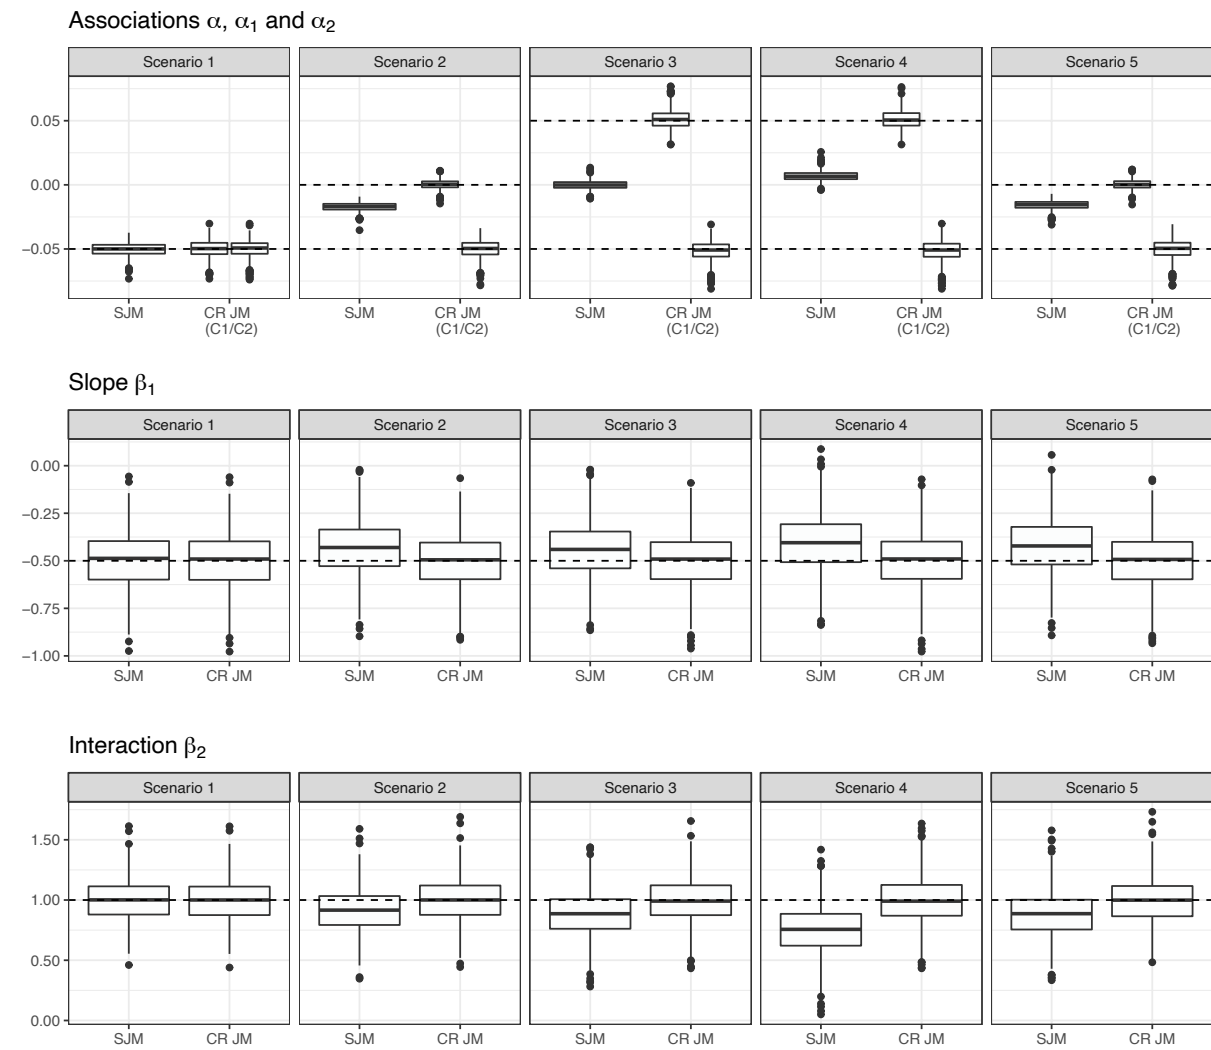 Associations α, α₁ and α₂
Scenario 1 Scenario 2 Scenario 3 Scenario 4 Scenario 5
0.05
0.00
−0.05
SJM CR JM SJM CR JM SJM CR JM SJM CR JM SJM CR JM
(C1/C2) (C1/C2) (C1/C2) (C1/C2) (C1/C2)
Slope β₁
Scenario 1 Scenario 2 Scenario 3 Scenario 4 Scenario 5
0.00
−0.25
−0.50
−0.75
−1.00
SJM CR JM SJM CR JM SJM CR JM SJM CR JM SJM CR JM
Interaction β₂
Scenario 1 Scenario 2 Scenario 3 Scenario 4 Scenario 5
1.50
1.00
0.50
0.00
SJM CR JM SJM CR JM SJM CR JM SJM CR JM SJM CR JM